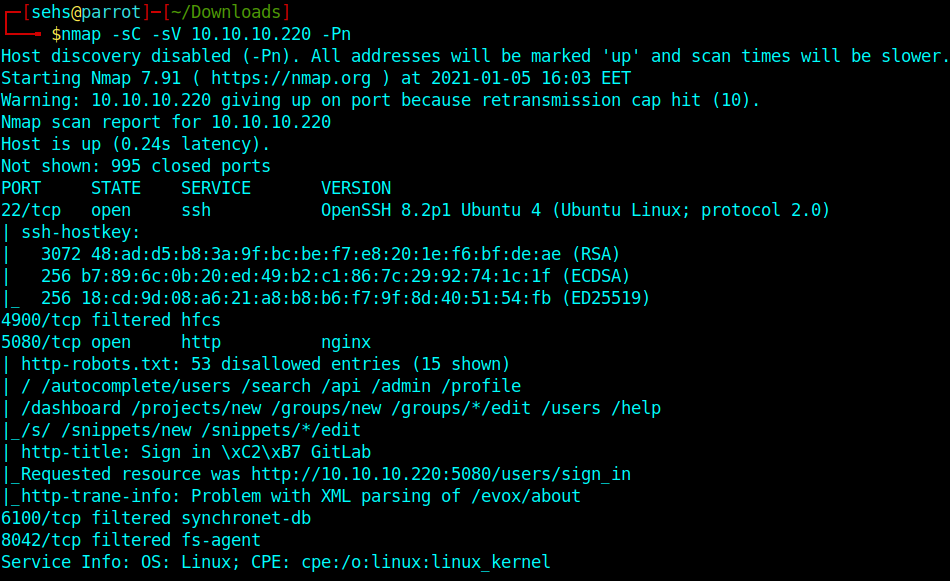 ┌─[sehs@parrot]─[~/Downloads]
└──╼ $nmap -sC -sV 10.10.10.220 -Pn
Host discovery disabled (-Pn). All addresses will be marked 'up' and scan times will be slower.
Starting Nmap 7.91 ( https://nmap.org ) at 2021-01-05 16:03 EET
Warning: 10.10.10.220 giving up on port because retransmission cap hit (10).
Nmap scan report for 10.10.10.220
Host is up (0.24s latency).
Not shown: 995 closed ports
PORT     STATE    SERVICE       VERSION
22/tcp   open     ssh           OpenSSH 8.2p1 Ubuntu 4 (Ubuntu Linux; protocol 2.0)
| ssh-hostkey:
|   3072 48:ad:d5:b8:3a:9f:bc:be:f7:e8:20:1e:f6:bf:de:ae (RSA)
|   256 b7:89:6c:0b:20:ed:49:b2:c1:86:7c:29:92:74:1c:1f (ECDSA)
|_  256 18:cd:9d:08:a6:21:a8:b8:b6:f7:9f:8d:40:51:54:fb (ED25519)
4900/tcp filtered hfcs
5080/tcp open     http          nginx
| http-robots.txt: 53 disallowed entries (15 shown)
| / /autocomplete/users /search /api /admin /profile
| /dashboard /projects/new /groups/new /groups/*/edit /users /help
|_/s/ /snippets/new /snippets/*/edit
| http-title: Sign in \xC2\xB7 GitLab
|_Requested resource was http://10.10.10.220:5080/users/sign_in
|_http-trane-info: Problem with XML parsing of /evox/about
6100/tcp filtered synchronet-db
8042/tcp filtered fs-agent
Service Info: OS: Linux; CPE: cpe:/o:linux:linux_kernel